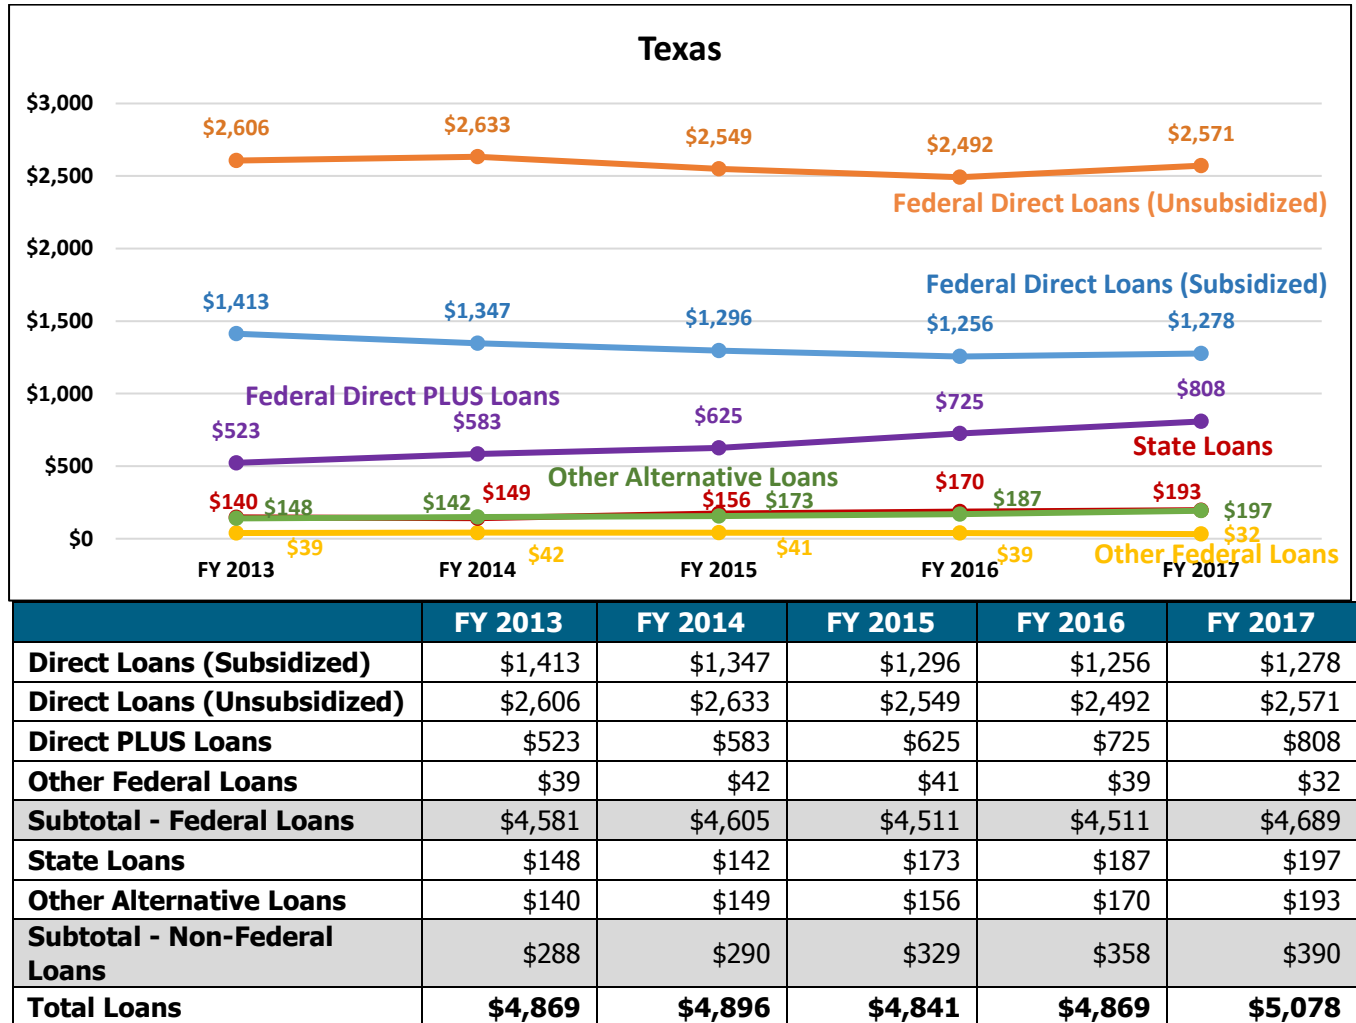 Texas
$3,000
$2,606 $2,633 $2,549 $2,492 $2,571
$2,500
Federal Direct Loans (Unsubsidized)
$2,000
Federal Direct Loans (Subsidized)
$1,413 $1,347 $1,296 $1,256 $1,278
$1,500
$1,000
Federal Direct PLUS Loans
$523 $583 $625 $725 $808
State Loans
$500
Other Alternative Loans
$140 $149 $156 $170 $193
$148 $142 $173 $187 $197
$0
$39 $42 $41 $39 $32
Other Federal Loans
FY 2013 FY 2014 FY 2015 FY 2016 FY 2017
FY 2013 FY 2014 FY 2015 FY 2016 FY 2017
Direct Loans (Subsidized) $1,413 $1,347 $1,296 $1,256 $1,278
Direct Loans (Unsubsidized) $2,606 $2,633 $2,549 $2,492 $2,571
Direct PLUS Loans $523 $583 $625 $725 $808
Other Federal Loans $39 $42 $41 $39 $32
Subtotal - Federal Loans $4,581 $4,605 $4,511 $4,511 $4,689
State Loans $148 $142 $173 $187 $197
Other Alternative Loans $140 $149 $156 $170 $193
Subtotal - Non-Federal
Loans $288 $290 $329 $358 $390
Total Loans $4,869 $4,896 $4,841 $4,869 $5,078